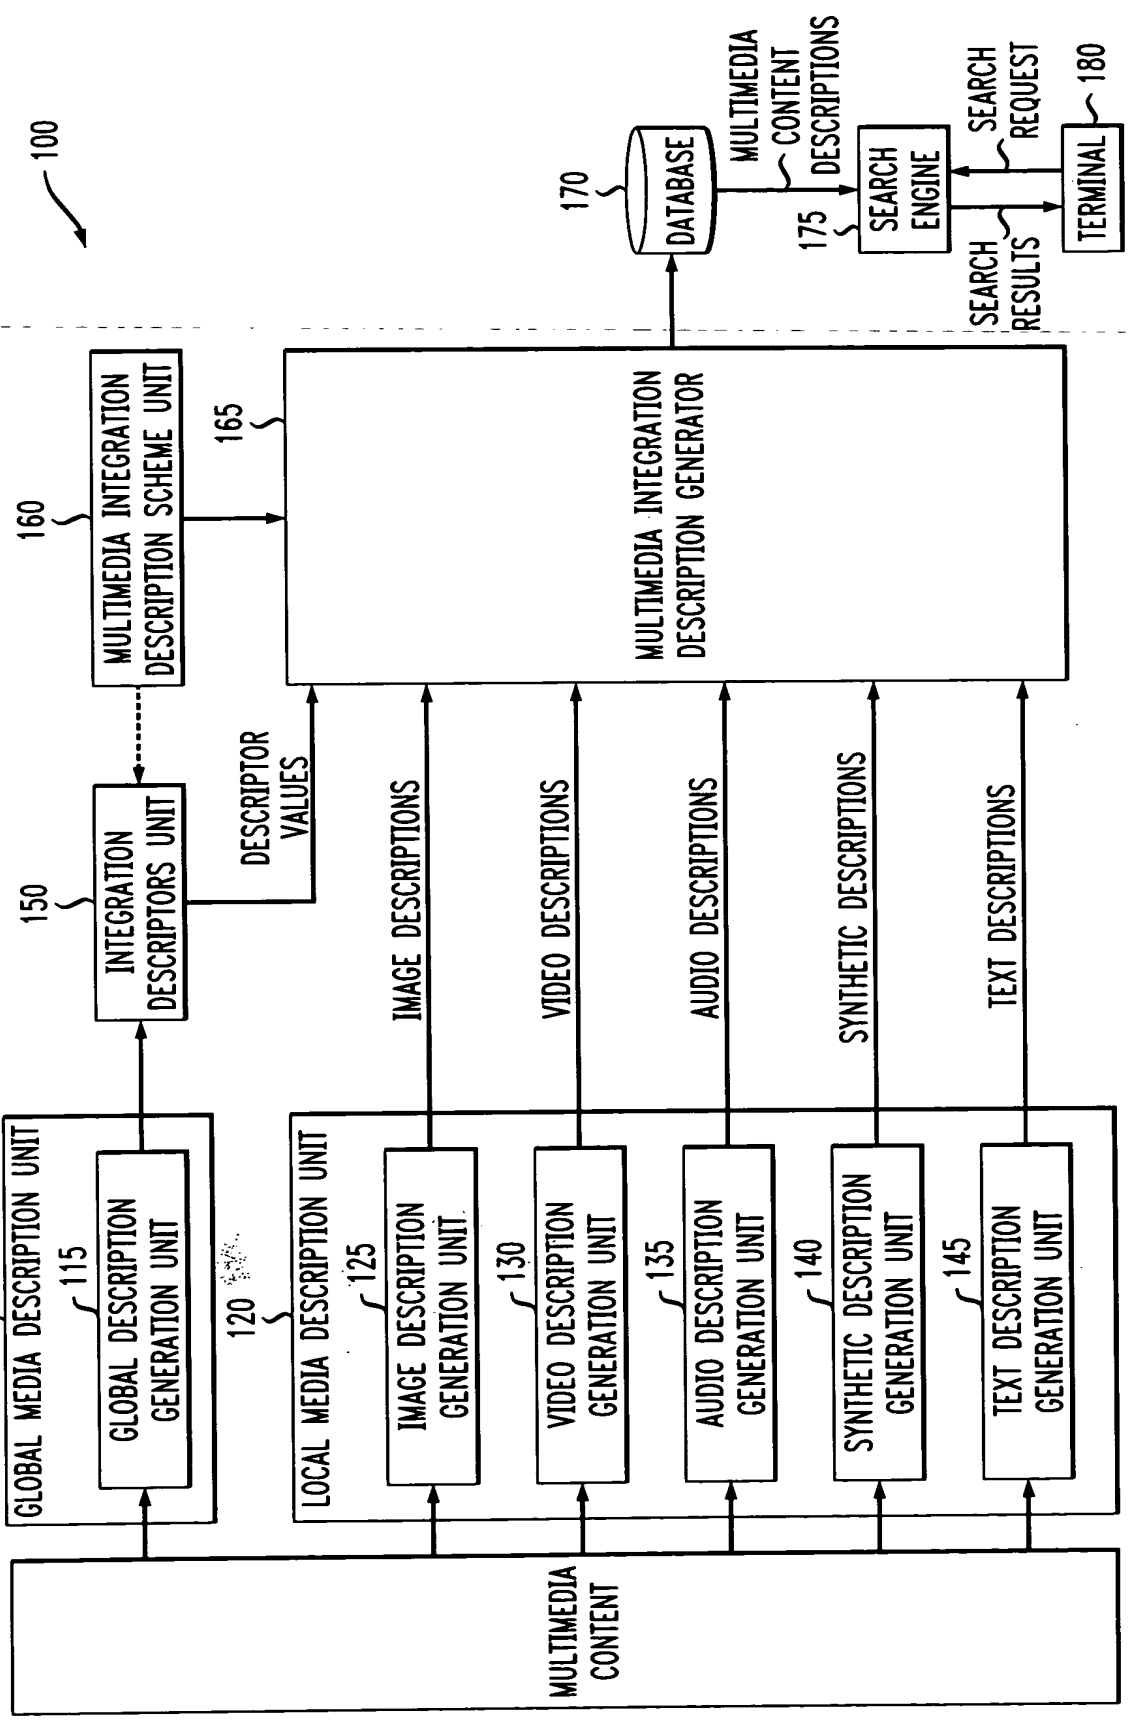 100
GLOBAL MEDIA DESCRIPTION UNIT
115
GLOBAL DESCRIPTION
GENERATION UNIT
150
INTEGRATION
DESCRIPTORS UNIT
160
MULTIMEDIA INTEGRATION
DESCRIPTION SCHEME UNIT
DESCRIPTOR
VALUES
120
LOCAL MEDIA DESCRIPTION UNIT
125
IMAGE DESCRIPTION
GENERATION UNIT
IMAGE DESCRIPTIONS
130
VIDEO DESCRIPTION
GENERATION UNIT
VIDEO DESCRIPTIONS
135
AUDIO DESCRIPTION
GENERATION UNIT
AUDIO DESCRIPTIONS
140
SYNTHETIC DESCRIPTION
GENERATION UNIT
SYNTHETIC DESCRIPTIONS
145
TEXT DESCRIPTION
GENERATION UNIT
TEXT DESCRIPTIONS
MULTIMEDIA
CONTENT
165
MULTIMEDIA INTEGRATION
DESCRIPTION GENERATOR
170
DATABASE
MULTIMEDIA
CONTENT
DESCRIPTIONS
175
SEARCH
ENGINE
SEARCH
RESULTS
SEARCH
REQUEST
TERMINAL
180